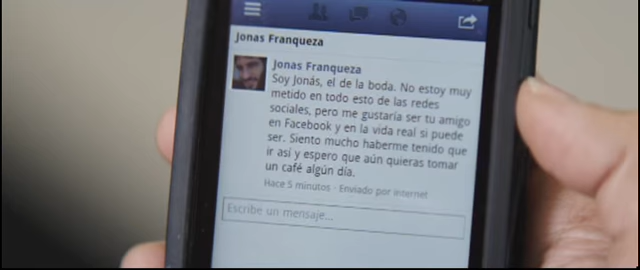 Jonas Franqueza
Jonas Franqueza
Soy Jonás, el de la boda. No estoy muy
metido en todo esto de las redes
sociales, pero me gustaría ser tu amigo
en Facebook y en la vida real si puede
ser. Siento mucho haberme tenido que
ir así y espero que aún quieras tomar
un café algún día.
Hace 5 minutos · Enviado por Internet
Escribe un mensaje...